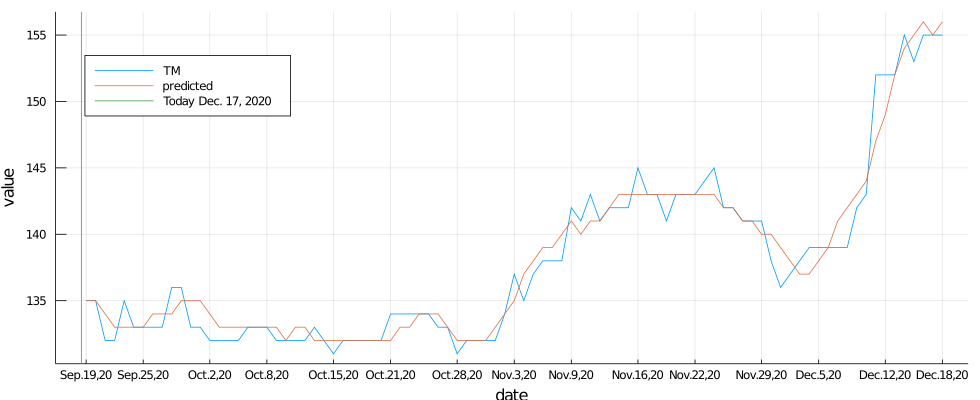 155
150
145
140
135
value
TM
predicted
Today Dec. 17, 2020
Sep.19,20 Sep.25,20 Oct.2,20 Oct.8,20 Oct.15,20 Oct.21,20 Oct.28,20 Nov.3,20 Nov.9,20 Nov.16,20 Nov.22,20 Nov.29,20 Dec.5,20 Dec.12,20 Dec.18,20
date